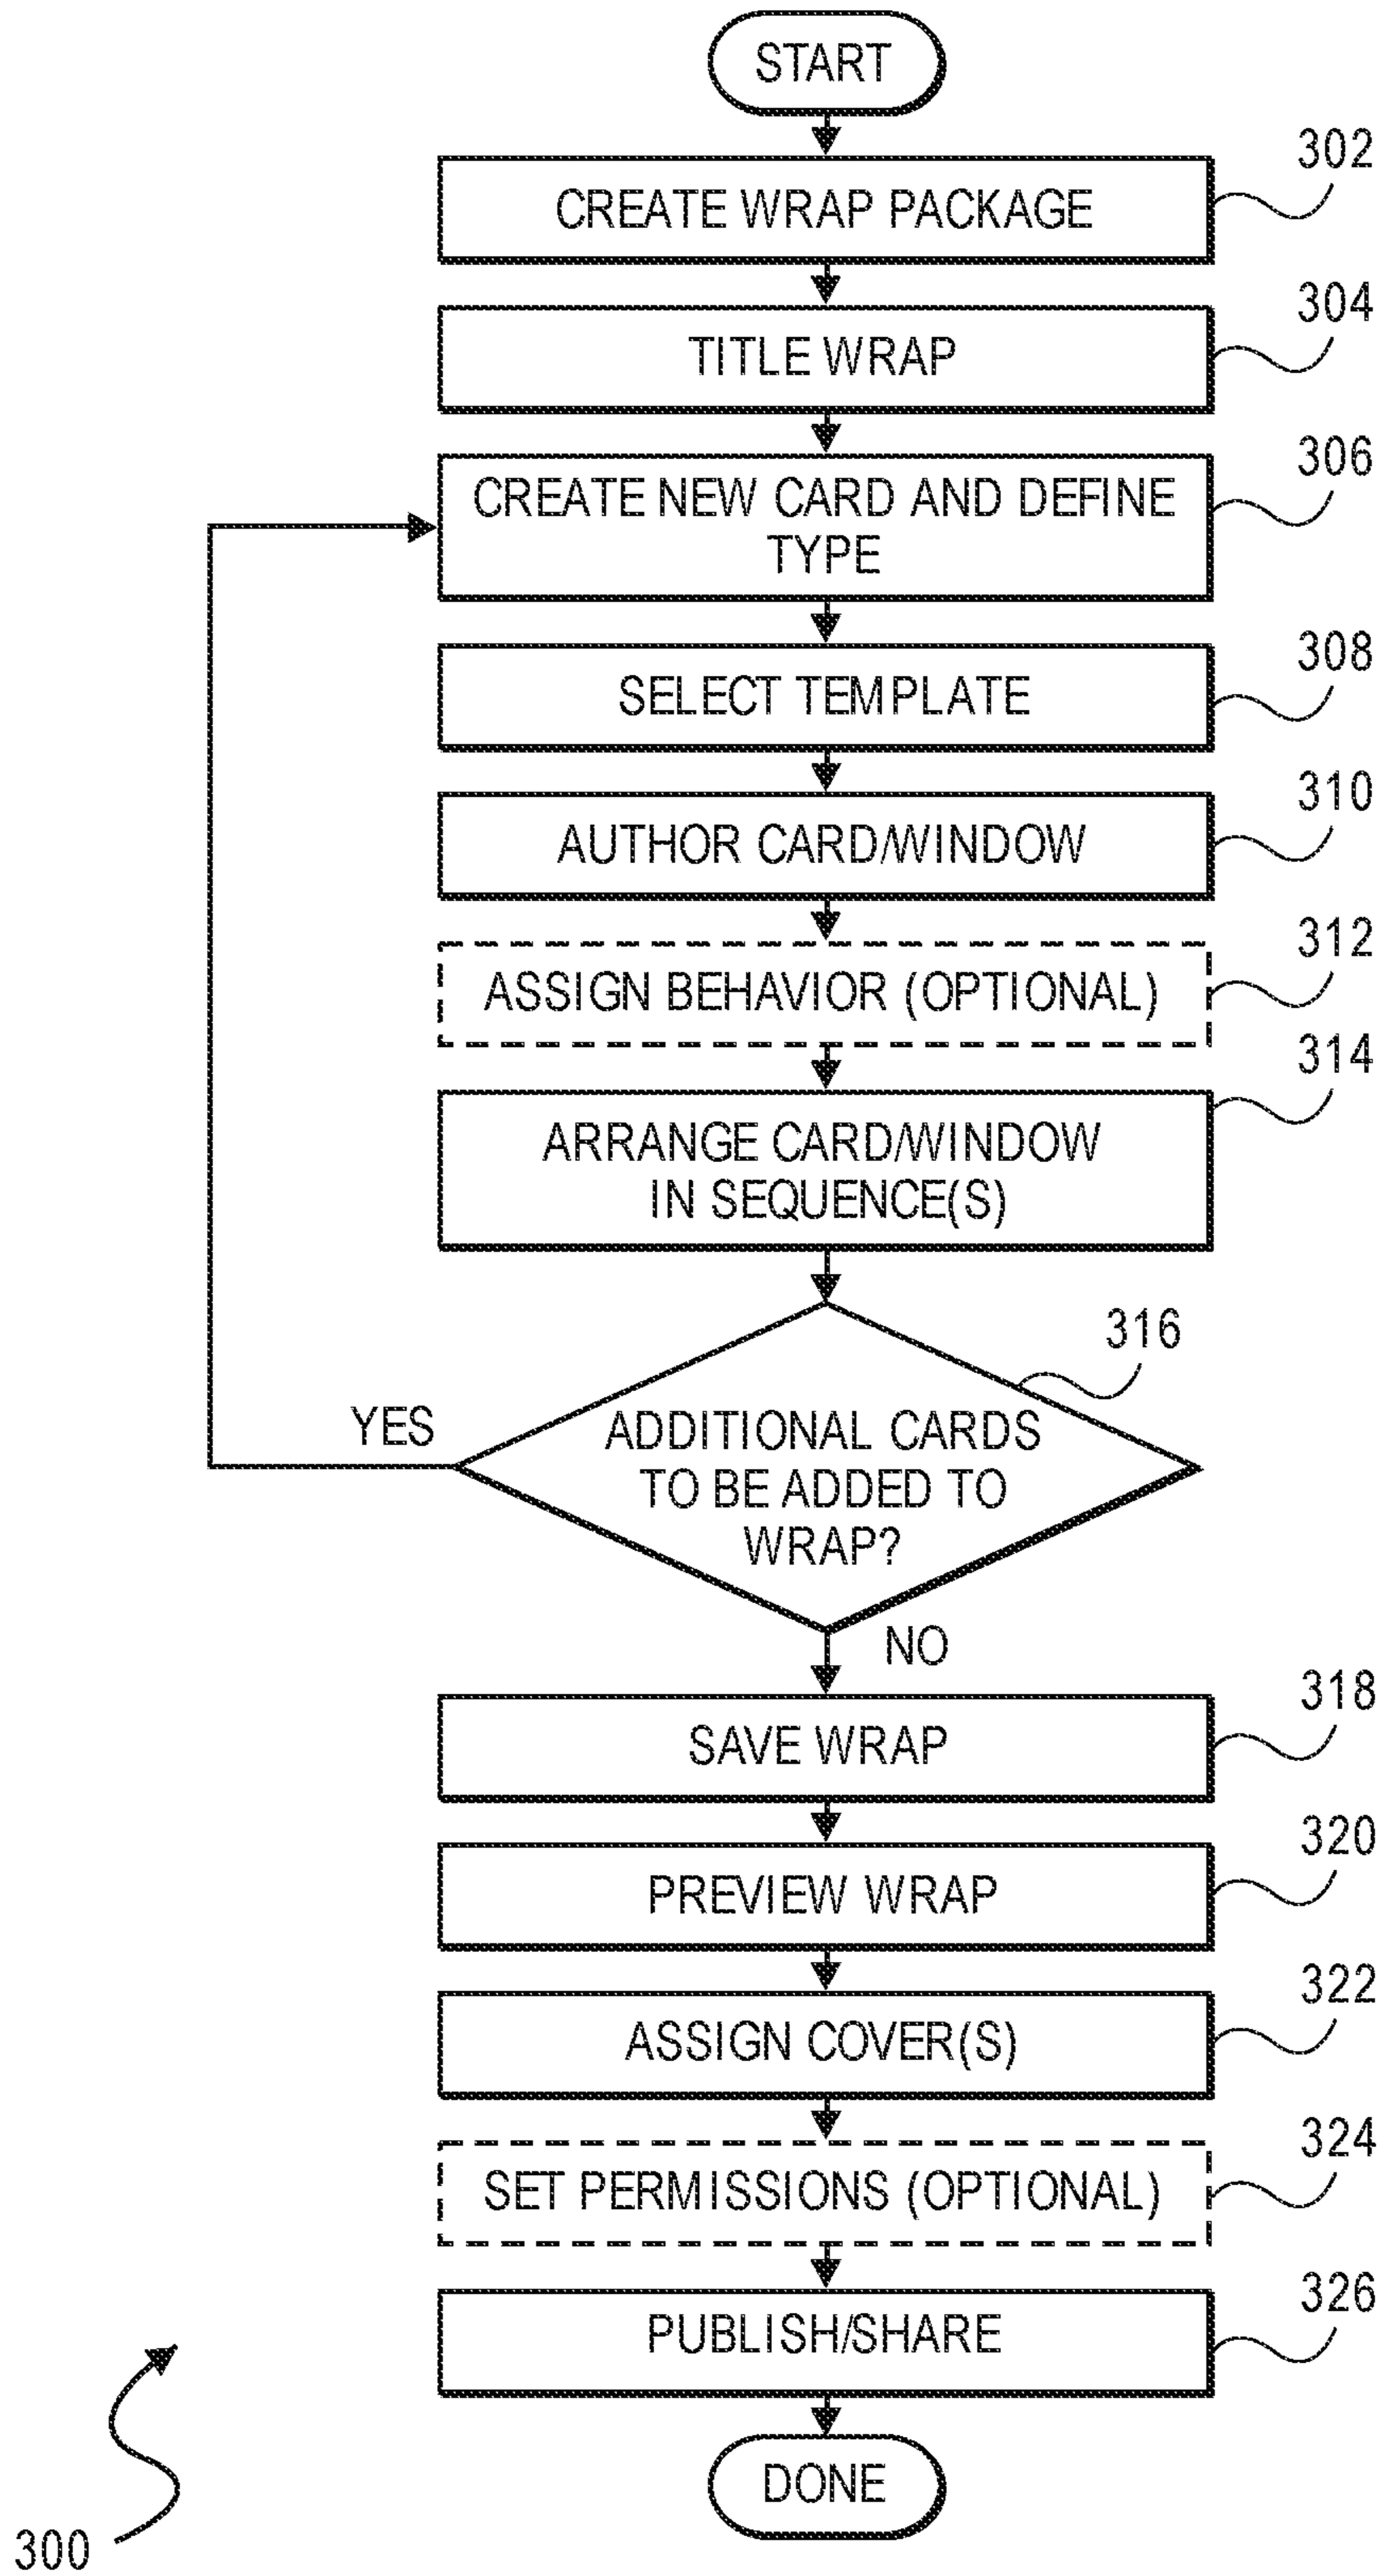 START
302
CREATE WRAP PACKAGE
304
TITLE WRAP
306
CREATE NEW CARD AND DEFINE
TYPE
308
SELECT TEMPLATE
310
AUTHOR CARD/WINDOW
312
ASSIGN BEHAVIOR (OPTIONAL)
314
ARRANGE CARD/WINDOW
IN SEQUENCE(S)
316
YES
ADDITIONAL CARDS
TO BE ADDED TO
WRAP?
NO
318
SAVE WRAP
320
PREVIEW WRAP
322
ASSIGN COVER(S)
324
SET PERMISSIONS (OPTIONAL)
326
PUBLISH/SHARE
DONE
300